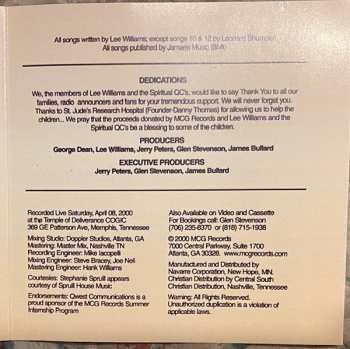 All songs written by Lee Williams; except songs 10 & 12 by Leonard Shumpert
All songs published by Jamarie Music (BMI)
DEDICATIONS
We, the members of Lee Williams and the Spiritual QC's, would like to say Thank You to all our
families, radio announcers and fans for your tremendous support. We will never forget you.
Thanks to St. Jude's Research Hospital (Founder-Danny Thomas) for allowing us to help the
children... We pray that the proceeds donated by MCG Records and Lee Williams and the
Spiritual QC's be a blessing to some of the children.
PRODUCERS
George Dean, Lee Williams, Jerry Peters, Glen Stevenson, James Bullard
EXECUTIVE PRODUCERS
Jerry Peters, Glen Stevenson, James Bullard
Recorded Live Saturday, April 08, 2000
at the Temple of Deliverance COGIC
369 GE Patterson Ave, Memphis, Tennessee
Mixing Studio: Doppler Studios, Atlanta, GA
Mastering: Master Mix, Nashville TN
Recording Engineer: Mike Iacopelli
Mixing Engineer: Steve Bracey, Joe Neil
Mastering Engineer: Hank Williams
Courtesies: Stephanie Spruill appears
courtesy of Spruill House Music
Endorsements: Qwest Communications is a
proud sponsor of the MCG Records Summer
Internship Program
Also Available on Video and Cassette
For Bookings call: Glen Stevenson
(706) 235-8370 or (818) 715-1938
© 2000 MCG Records
7000 Central Parkway, Suite 1700
Atlanta, GA 30328. www.mcgrecords.com
Manufactured and Distributed by
Navarre Corporation, New Hope, MN.
Christian Distribution by Central South
Christian Distribution, Nashville, Tennessee
Warning: All Rights Reserved.
Unauthorized duplication is a violation of
applicable laws.